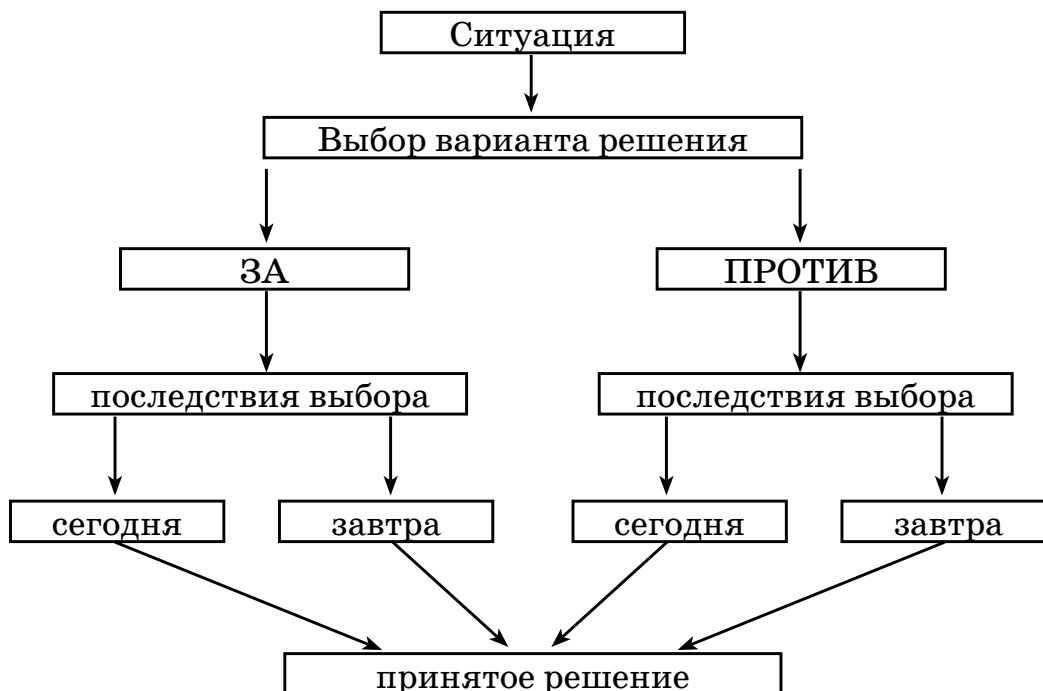 Ситуация
Выбор варианта решения
ЗА
ПРОТИВ
последствия выбора
последствия выбора
сегодня
завтра
сегодня
завтра
принятое решение